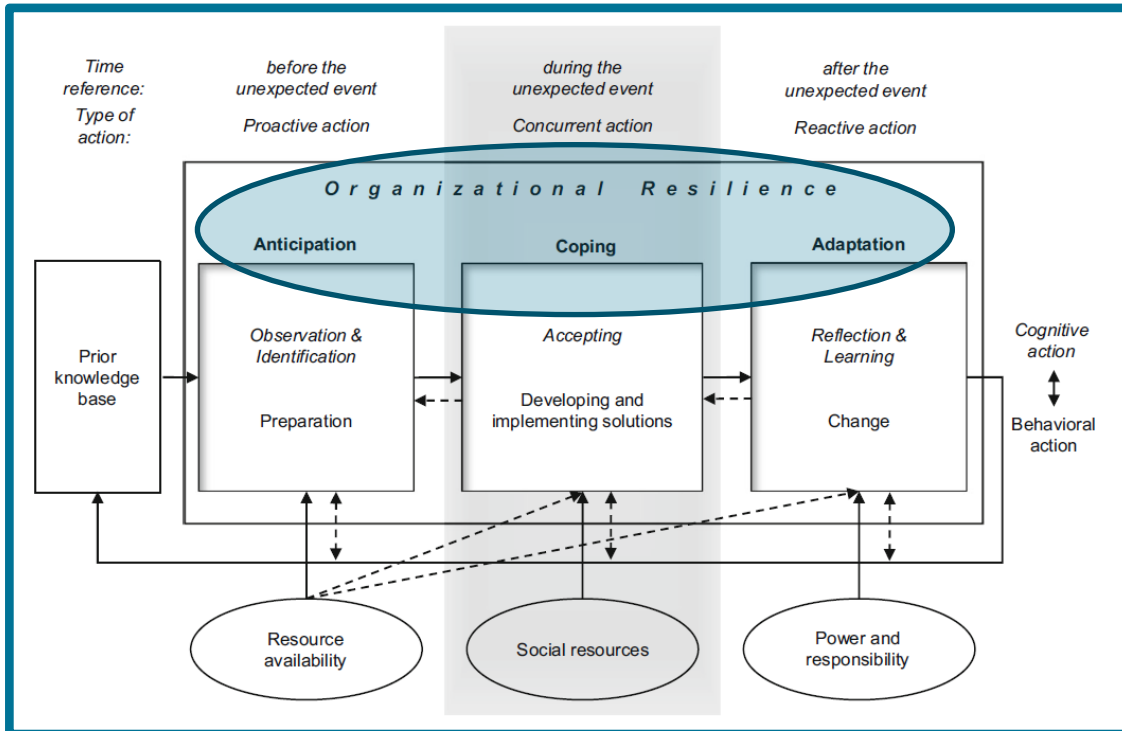 Time reference:
before the unexpected event
during the unexpected event
after the unexpected event
Type of action:
Proactive action
Concurrent action
Reactive action
Organizational Resilience
Anticipation
Coping
Adaptation
Prior
knowledge
base
Observation &
Identification
Preparation
Accepting
Developing and
implementing solutions
Reflection &
Learning
Change
Cognitive
action
Behavioral
action
Resource
availability
Social resources
Power and
responsibility